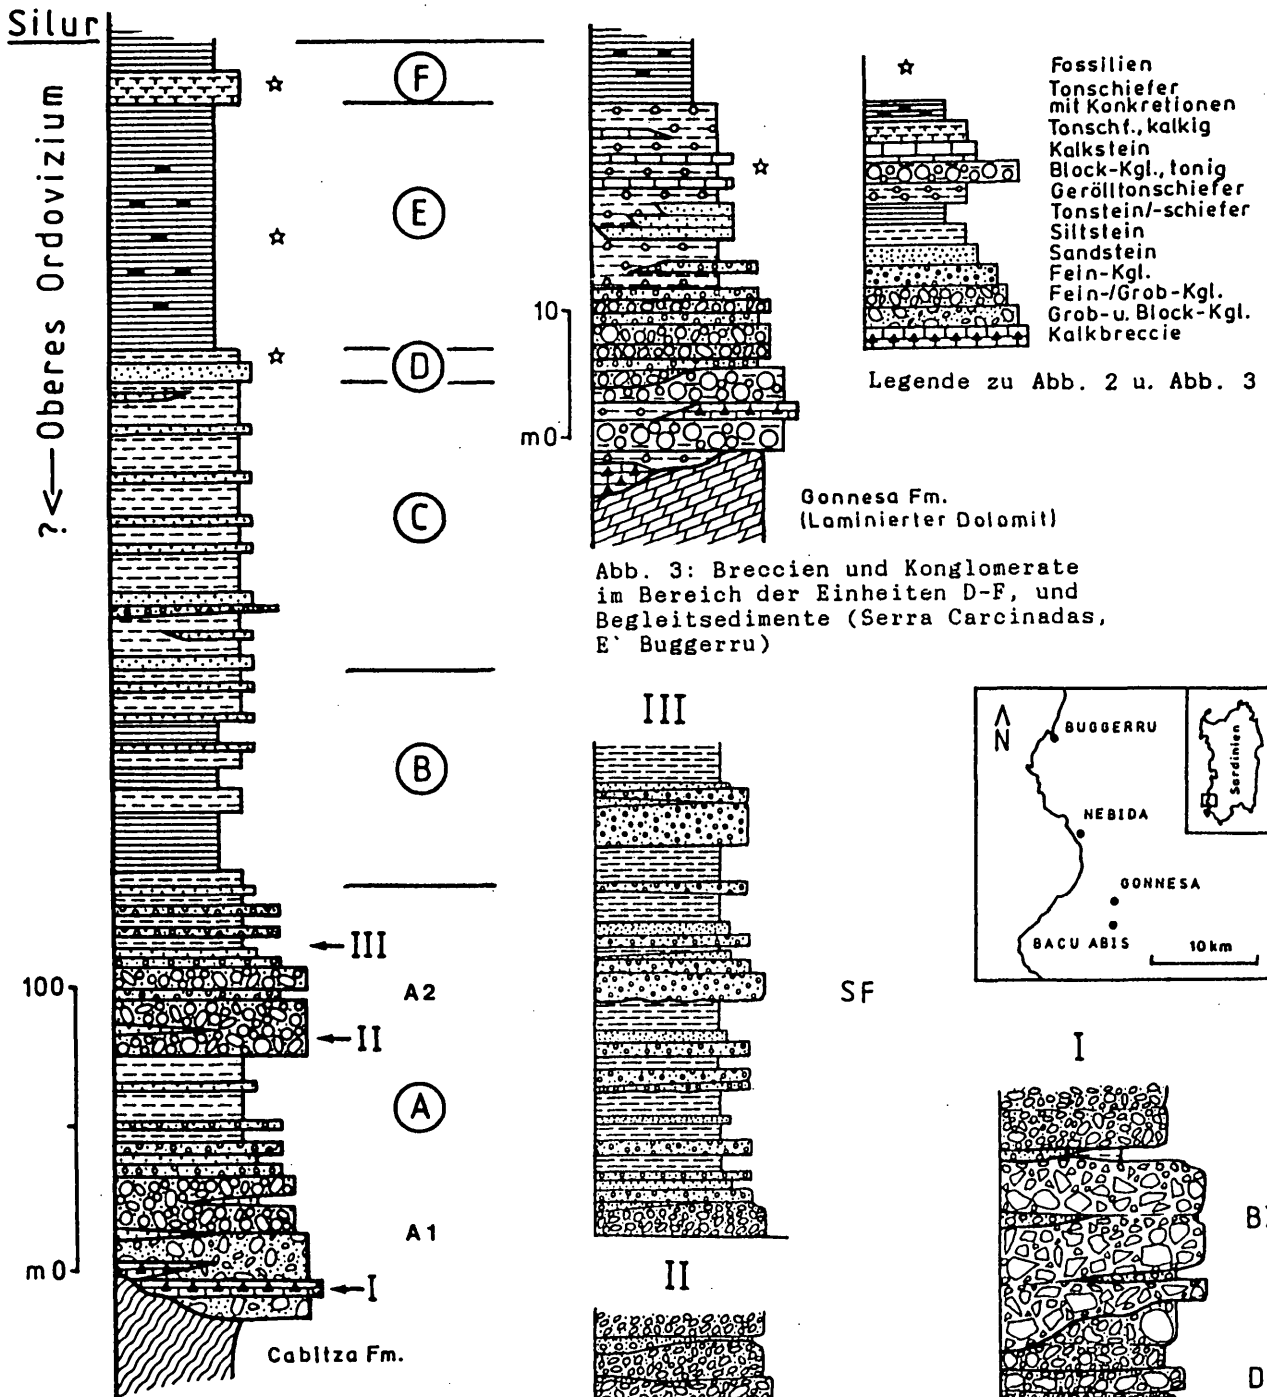 Silur
? <— Oberes Ordovizium
F
E
D
C
B
III
100
A2
II
A
A1
m 0
I
Cabitza Fm.
10
m 0
Gonnesa Fm.
(Laminierter Dolomit)
Abb. 3: Breccien und Konglomerate
im Bereich der Einheiten D-F, und
Begleitsedimente (Serra Carcinadas,
E` Buggerru)
Fossilien
Tonschiefer
mit Konkretionen
Tonschf., kalkig
Kalkstein
Block-Kgl., tonig
Gerölltonschiefer
Tonstein/-schiefer
Siltstein
Sandstein
Fein-Kgl.
Fein-/Grob-Kgl.
Grob- u. Block-Kgl.
Kalkbreccie
Legende zu Abb. 2 u. Abb. 3
III
SF
II
N
BUGGERRU
NEBIDA
GONNESA
BACU ABIS
10 km
Sardinien
I
D